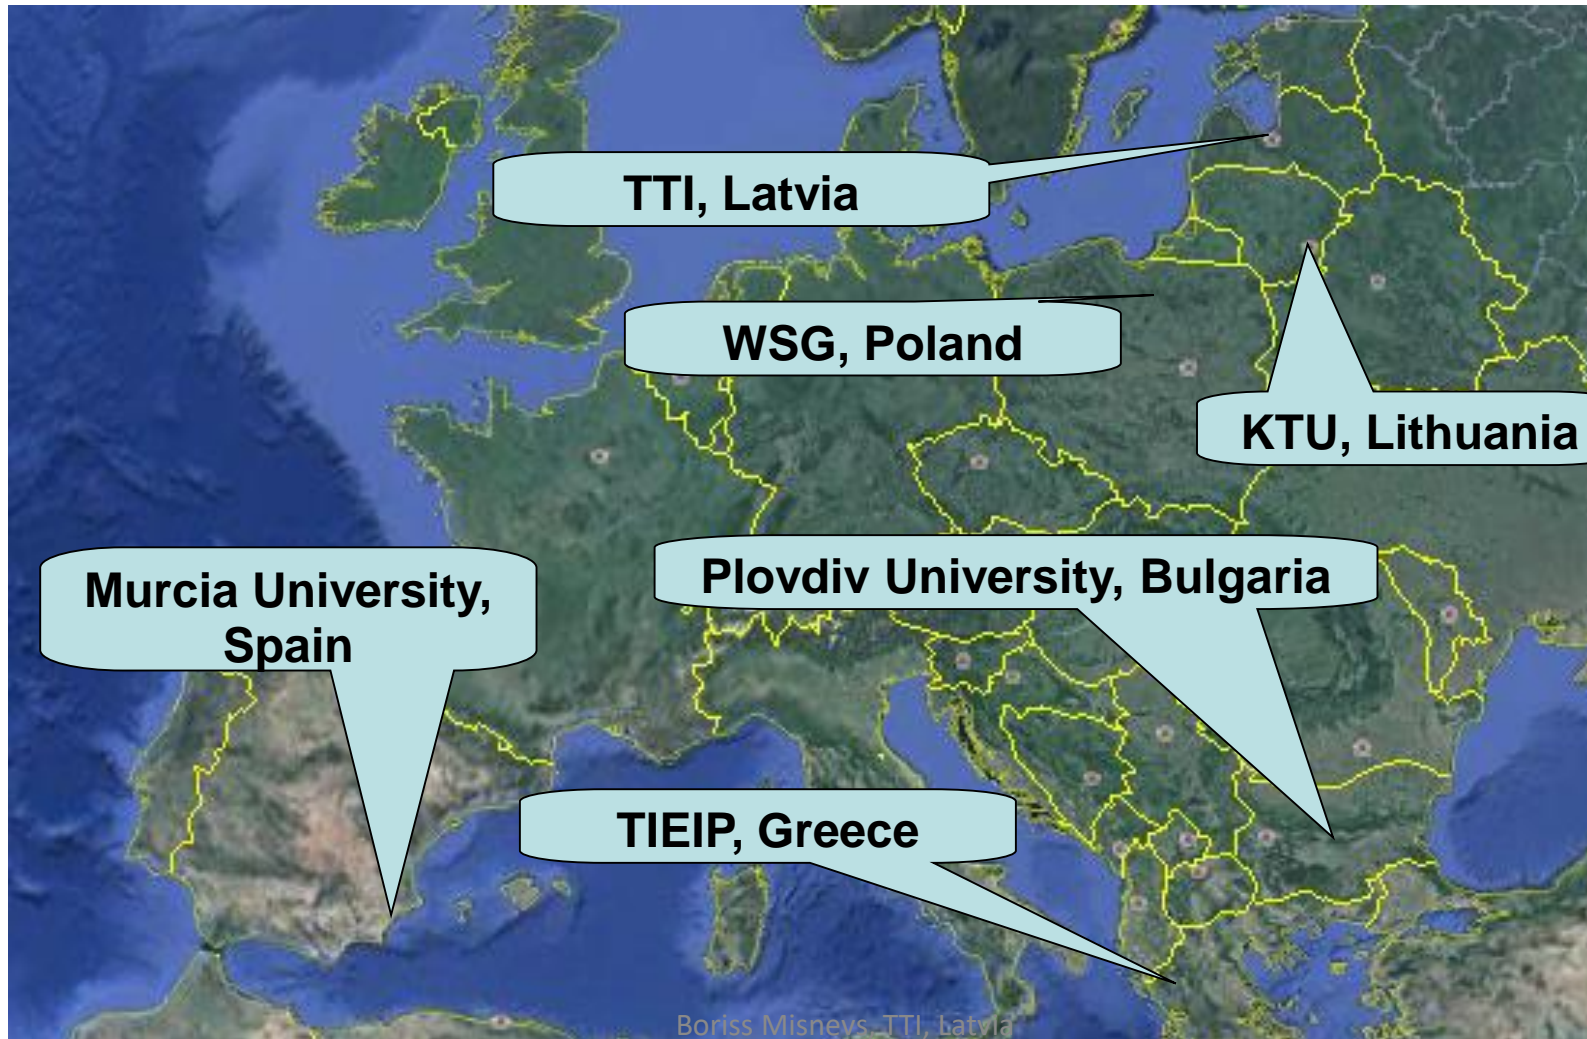 TTI, Latvia
WSG, Poland
KTU, Lithuania
Murcia University,
Spain
Plovdiv University, Bulgaria
TIEIP, Greece
Boriss Misnevs, TTI, Latvia